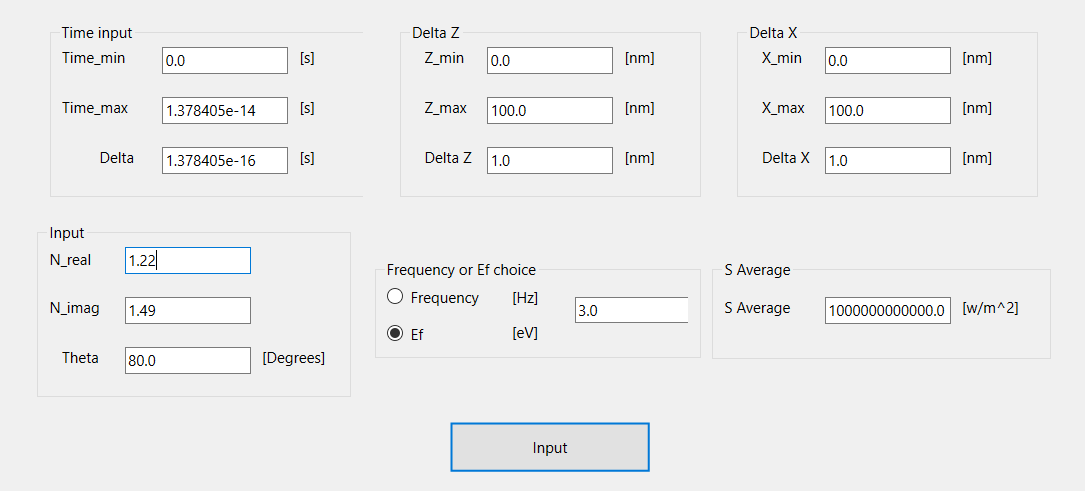 Time input
Time_min 0.0 [s]
Time_max 1.378405e-14 [s]
Delta 1.378405e-16 [s]
Delta Z
Z_min 0.0 [nm]
Z_max 100.0 [nm]
Delta Z 1.0 [nm]
Delta X
X_min 0.0 [nm]
X_max 100.0 [nm]
Delta X 1.0 [nm]
Input
N_real 1.22
N_imag 1.49
Theta 80.0 [Degrees]
Frequency or Ef choice
Frequency [Hz]
3.0
Ef [eV]
S Average
S Average 1000000000000.0 [w/m^2]
Input